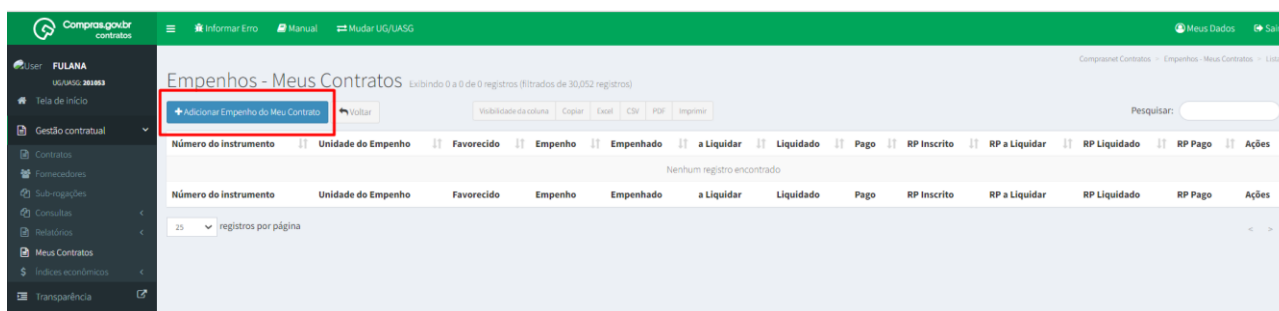 Compras.gov.br
contratos
Informar Erro Manual Mudar UG/UASG Meus Dados Sair
User FULANA
UG/UASG: 201053
Tela de início
Gestão contratual
Contratos
Fornecedores
Sub-rogações
Consultas
Relatórios
Meus Contratos
Índices econômicos
Transparência
Comprasnet Contratos > Empenhos - Meus Contratos > Lista
Empenhos - Meus Contratos Exibindo 0 a 0 de 0 registros (filtrados de 30,052 registros)
+ Adicionar Empenho do Meu Contrato Voltar Visibilidade da coluna Copiar Excel CSV PDF Imprimir Pesquisar:
Número do instrumento Unidade do Empenho Favorecido Empenho Empenhado a Liquidar Liquidado Pago RP Inscrito RP a Liquidar RP Liquidado RP Pago Ações
Nenhum registro encontrado
Número do instrumento Unidade do Empenho Favorecido Empenho Empenhado a Liquidar Liquidado Pago RP Inscrito RP a Liquidar RP Liquidado RP Pago Ações
25 registros por página < >